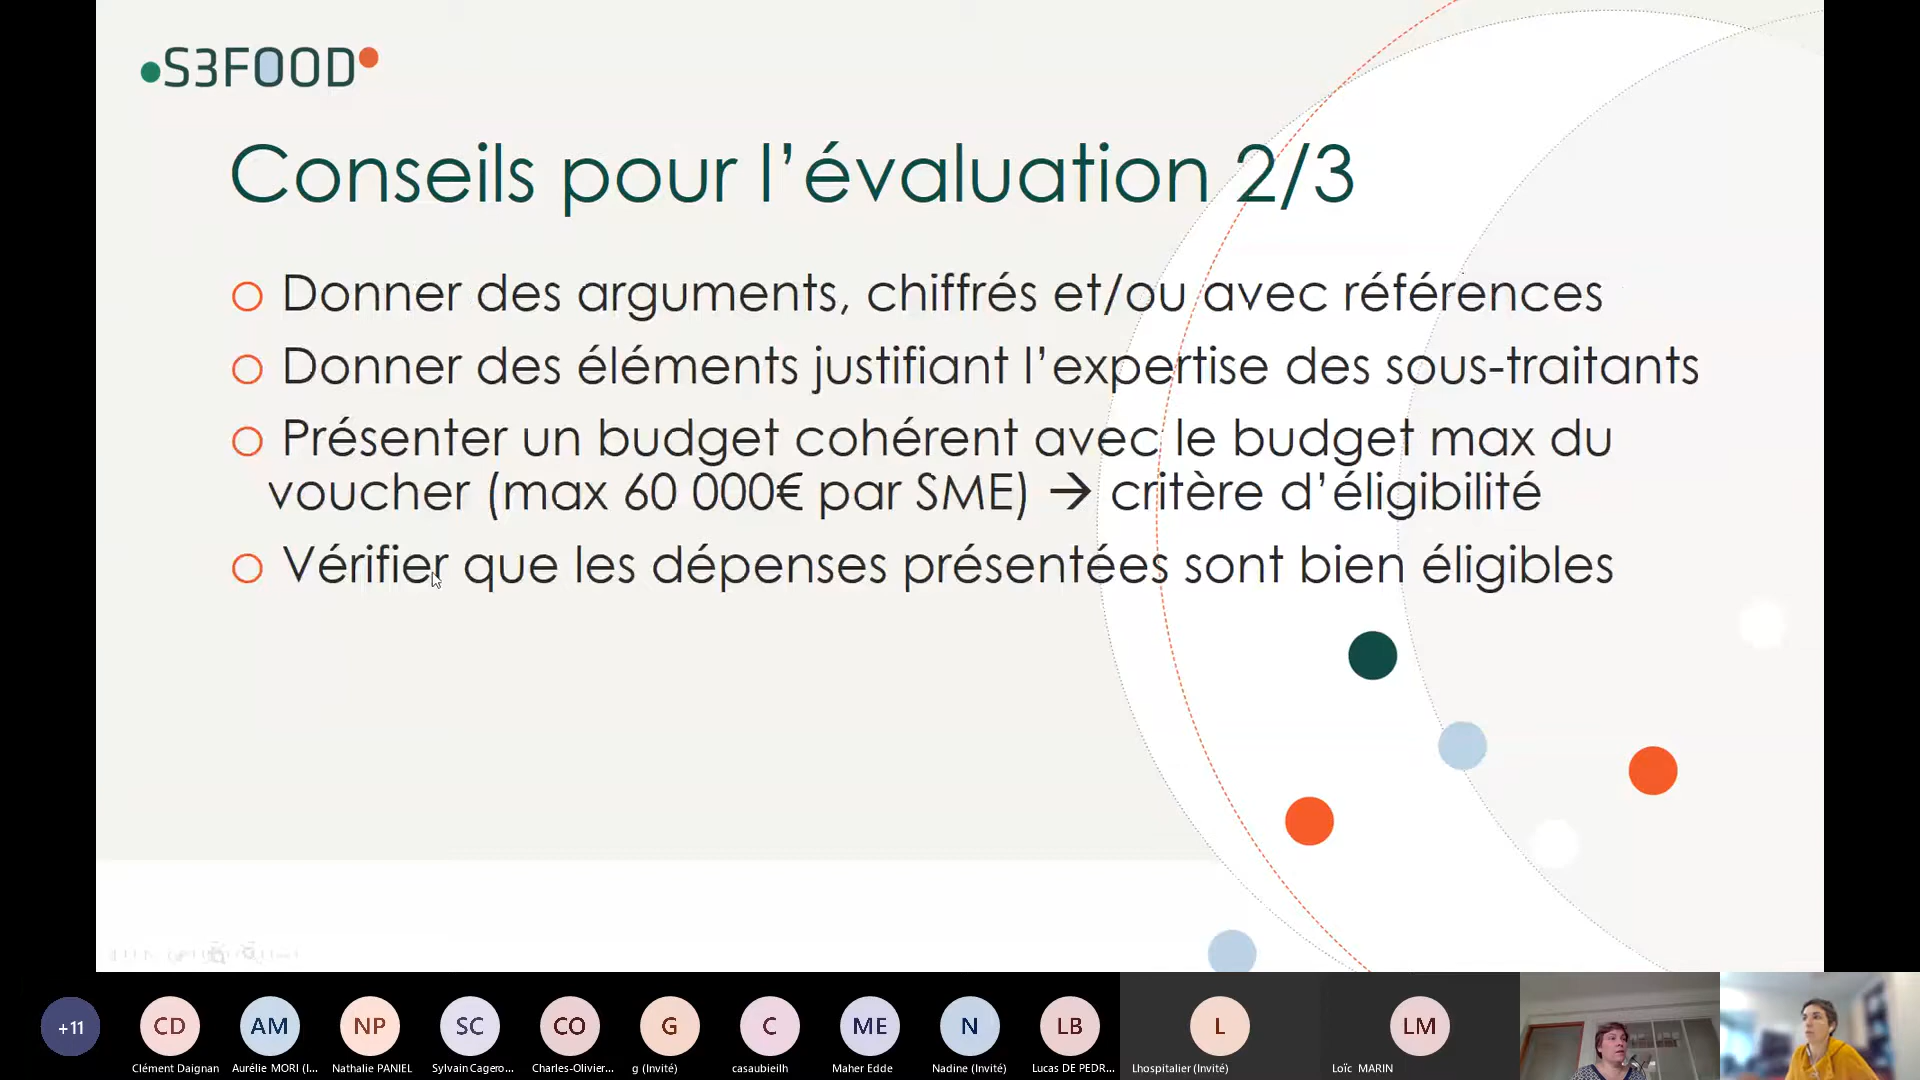 S3FOOD
Conseils pour l’évaluation 2/3
Donner des arguments, chiffrés et/ou avec références
Donner des éléments justifiant l’expertise des sous-traitants
Présenter un budget cohérent avec le budget max du
voucher (max 60 000€ par SME) → critère d’éligibilité
Vérifier que les dépenses présentées sont bien éligibles
+11
CD
AM
NP
SC
CO
G
C
ME
N
LB
L
LM
Clément Daignan
Aurélie MORI (I...
Nathalie PANIEL
Sylvain Cagero...
Charles-Olivier...
g (Invité)
casaubieilh
Maher Edde
Nadine (Invité)
Lucas DE PEDR...
Lhospitalier (Invité)
Loïc MARIN